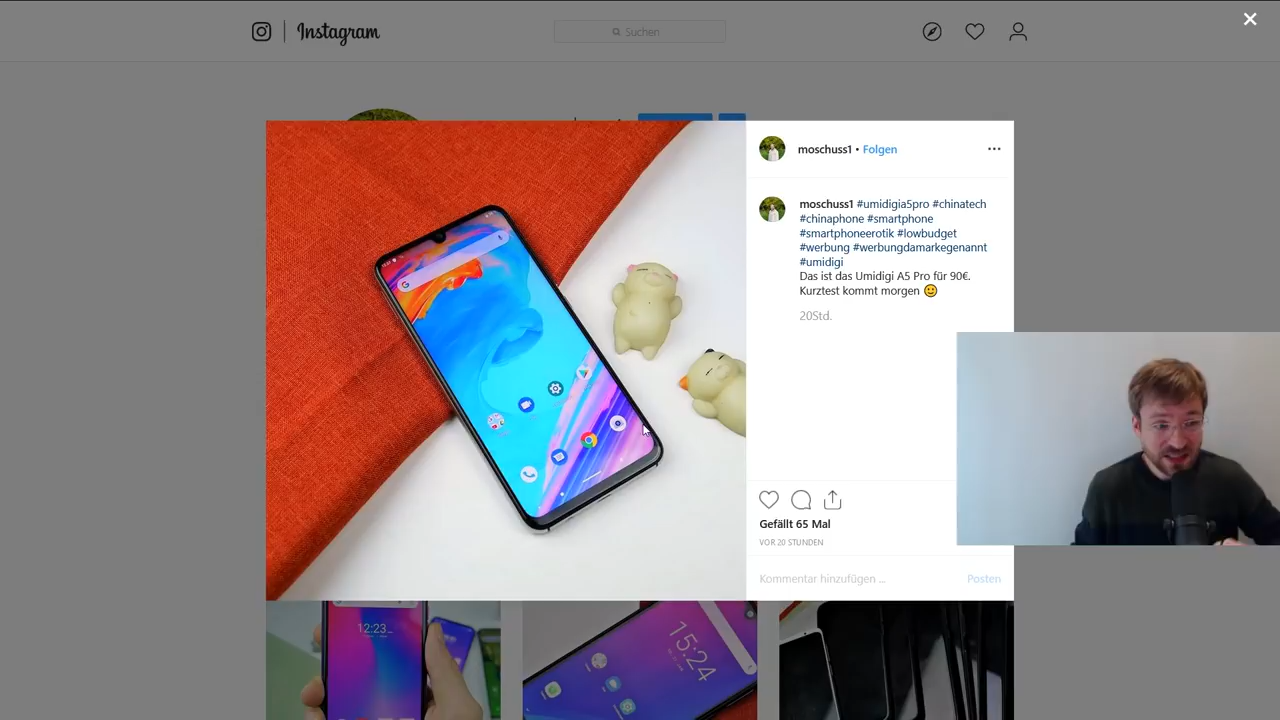 Instagram
Suchen
moschuss1 • Folgen
moschuss1 #umidigia5pro #chinatech
#chinaphone #smartphone
#smartphoneerotik #lowbudget
#werbung #werbungdamarkegenannt
#umidigi
Das ist das Umidigi A5 Pro für 90€.
Kurztest kommt morgen
20Std.
Gefällt 65 Mal
VOR 20 STUNDEN
Kommentar hinzufügen ...
Posten
12:23
15:24